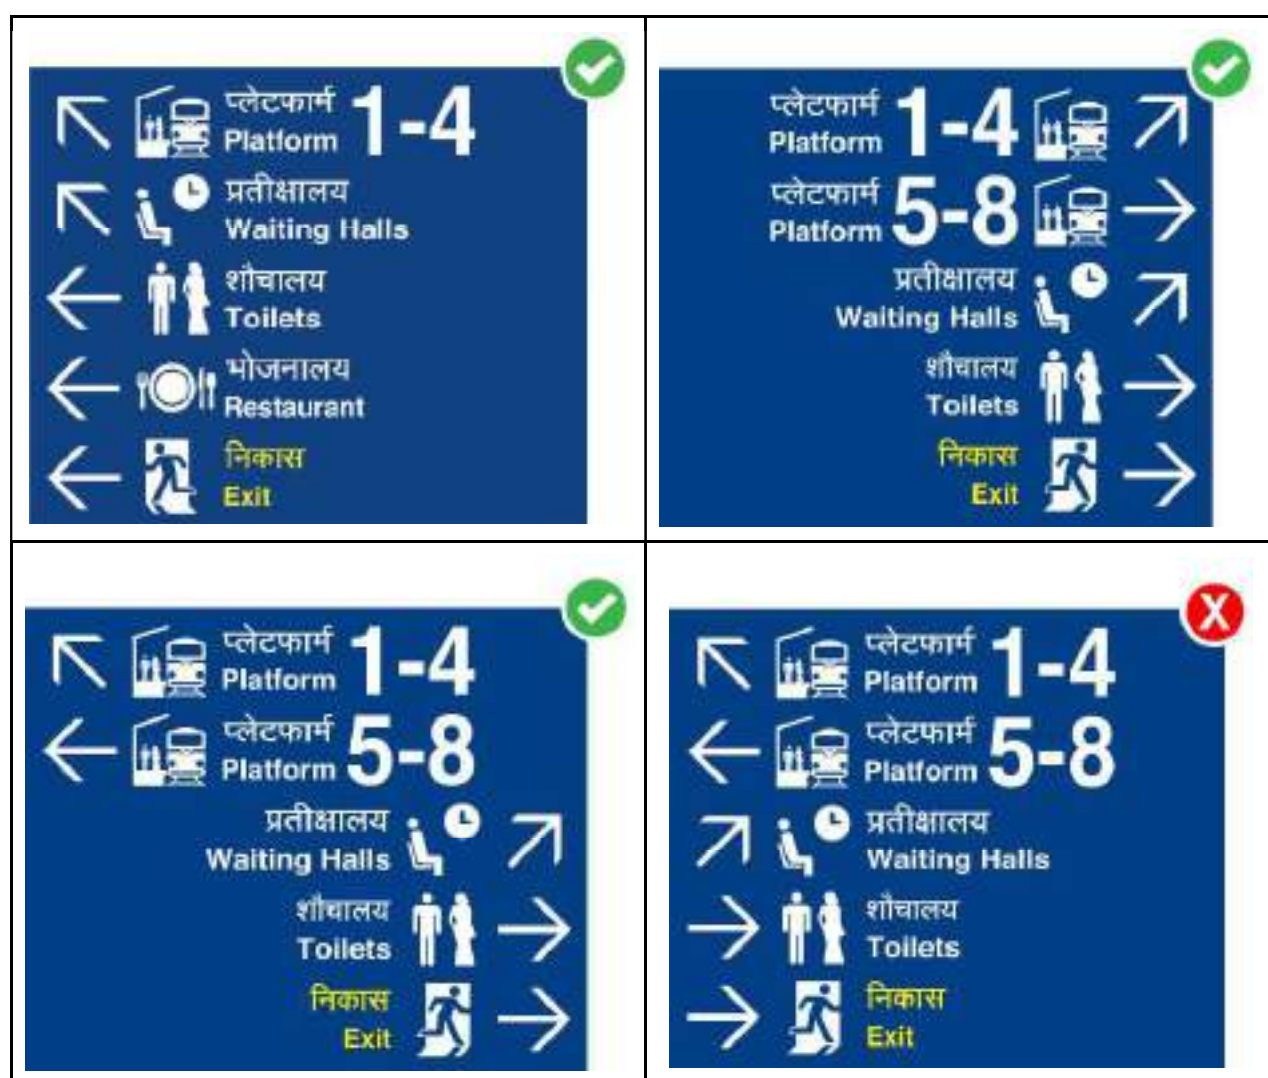 प्लेटफार्म 1-4
Platform
प्रतीक्षालय
Waiting Halls
शौचालय
Toilets
भोजनालय
Restaurant
निकास
Exit
प्लेटफार्म 1-4
Platform
प्लेटफार्म 5-8
Platform
प्रतीक्षालय
Waiting Halls
शौचालय
Toilets
निकास
Exit
प्लेटफार्म 1-4
Platform
प्लेटफार्म 5-8
Platform
प्रतीक्षालय
Waiting Halls
शौचालय
Toilets
निकास
Exit
X
प्लेटफार्म 1-4
Platform
प्लेटफार्म 5-8
Platform
प्रतीक्षालय
Waiting Halls
शौचालय
Toilets
निकास
Exit